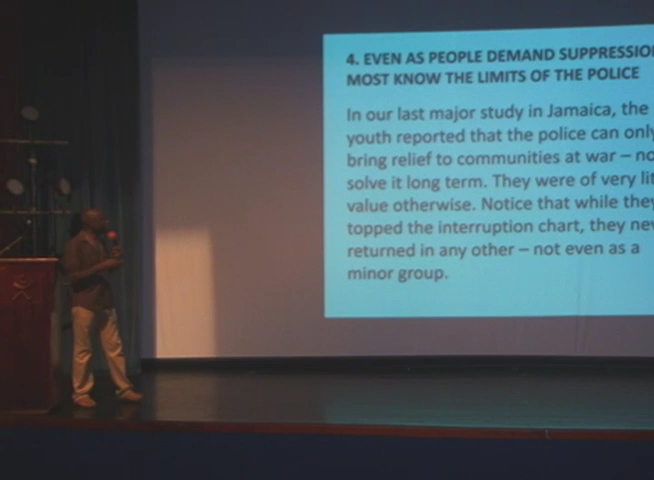 4. EVEN AS PEOPLE DEMAND SUPPRESSIO
MOST KNOW THE LIMITS OF THE POLICE
In our last major study in Jamaica, the
youth reported that the police can only
bring relief to communities at war – no
solve it long term. They were of very lit
value otherwise. Notice that while they
topped the interruption chart, they nev
returned in any other – not even as a
minor group.